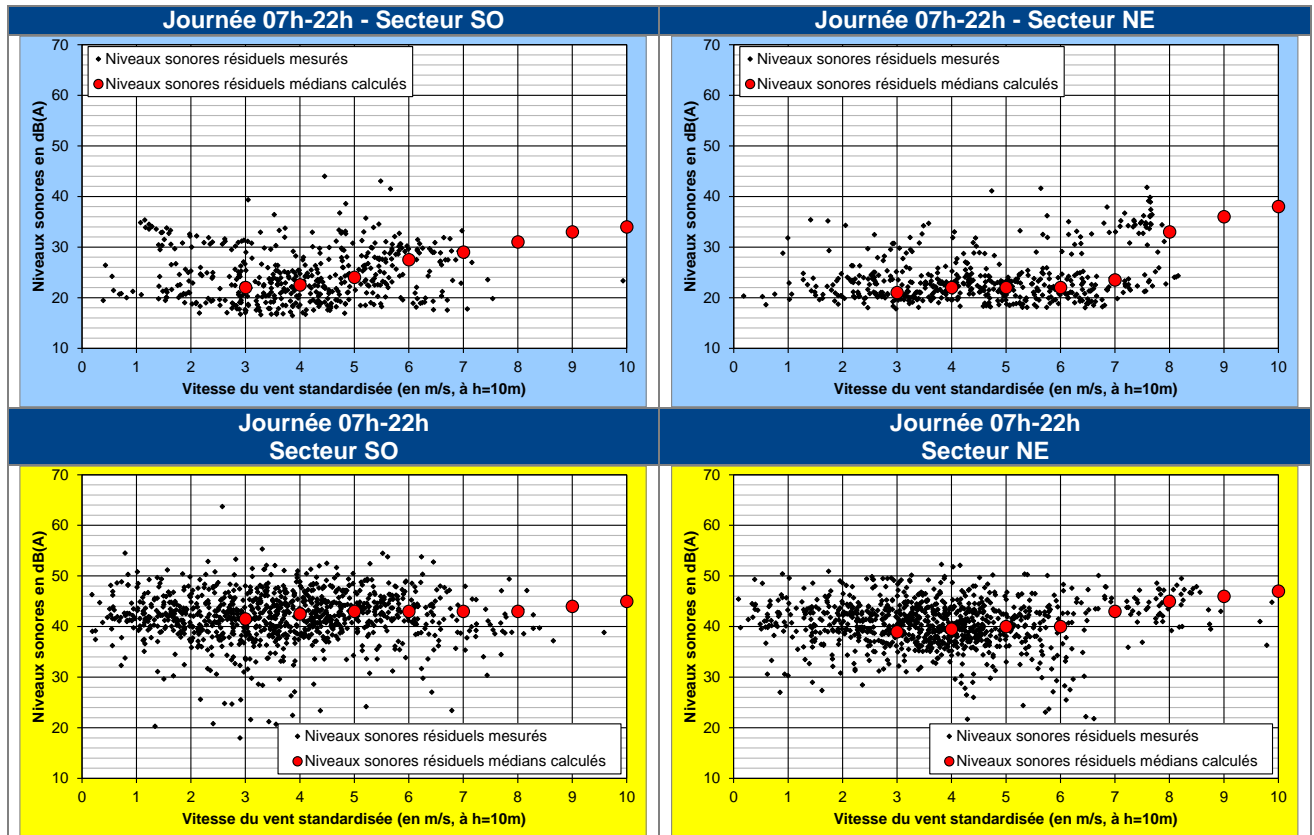 Journée 07h-22h - Secteur SO
Journée 07h-22h - Secteur NE
Niveaux sonores en dB(A)
70
60
50
40
30
20
10
Niveaux sonores résiduels mesurés
Niveaux sonores résiduels médians calculés
0 1 2 3 4 5 6 7 8 9 10
Vitesse du vent standardisée (en m/s, à h=10m)
Niveaux sonores en dB(A)
70
60
50
40
30
20
10
Niveaux sonores résiduels mesurés
Niveaux sonores résiduels médians calculés
0 1 2 3 4 5 6 7 8 9 10
Vitesse du vent standardisée (en m/s, à h=10m)
Journée 07h-22h
Secteur SO
Journée 07h-22h
Secteur NE
Niveaux sonores en dB(A)
70
60
50
40
30
20
10
Niveaux sonores résiduels mesurés
Niveaux sonores résiduels médians calculés
0 1 2 3 4 5 6 7 8 9 10
Vitesse du vent standardisée (en m/s, à h=10m)
Niveaux sonores en dB(A)
70
60
50
40
30
20
10
Niveaux sonores résiduels mesurés
Niveaux sonores résiduels médians calculés
0 1 2 3 4 5 6 7 8 9 10
Vitesse du vent standardisée (en m/s, à h=10m)